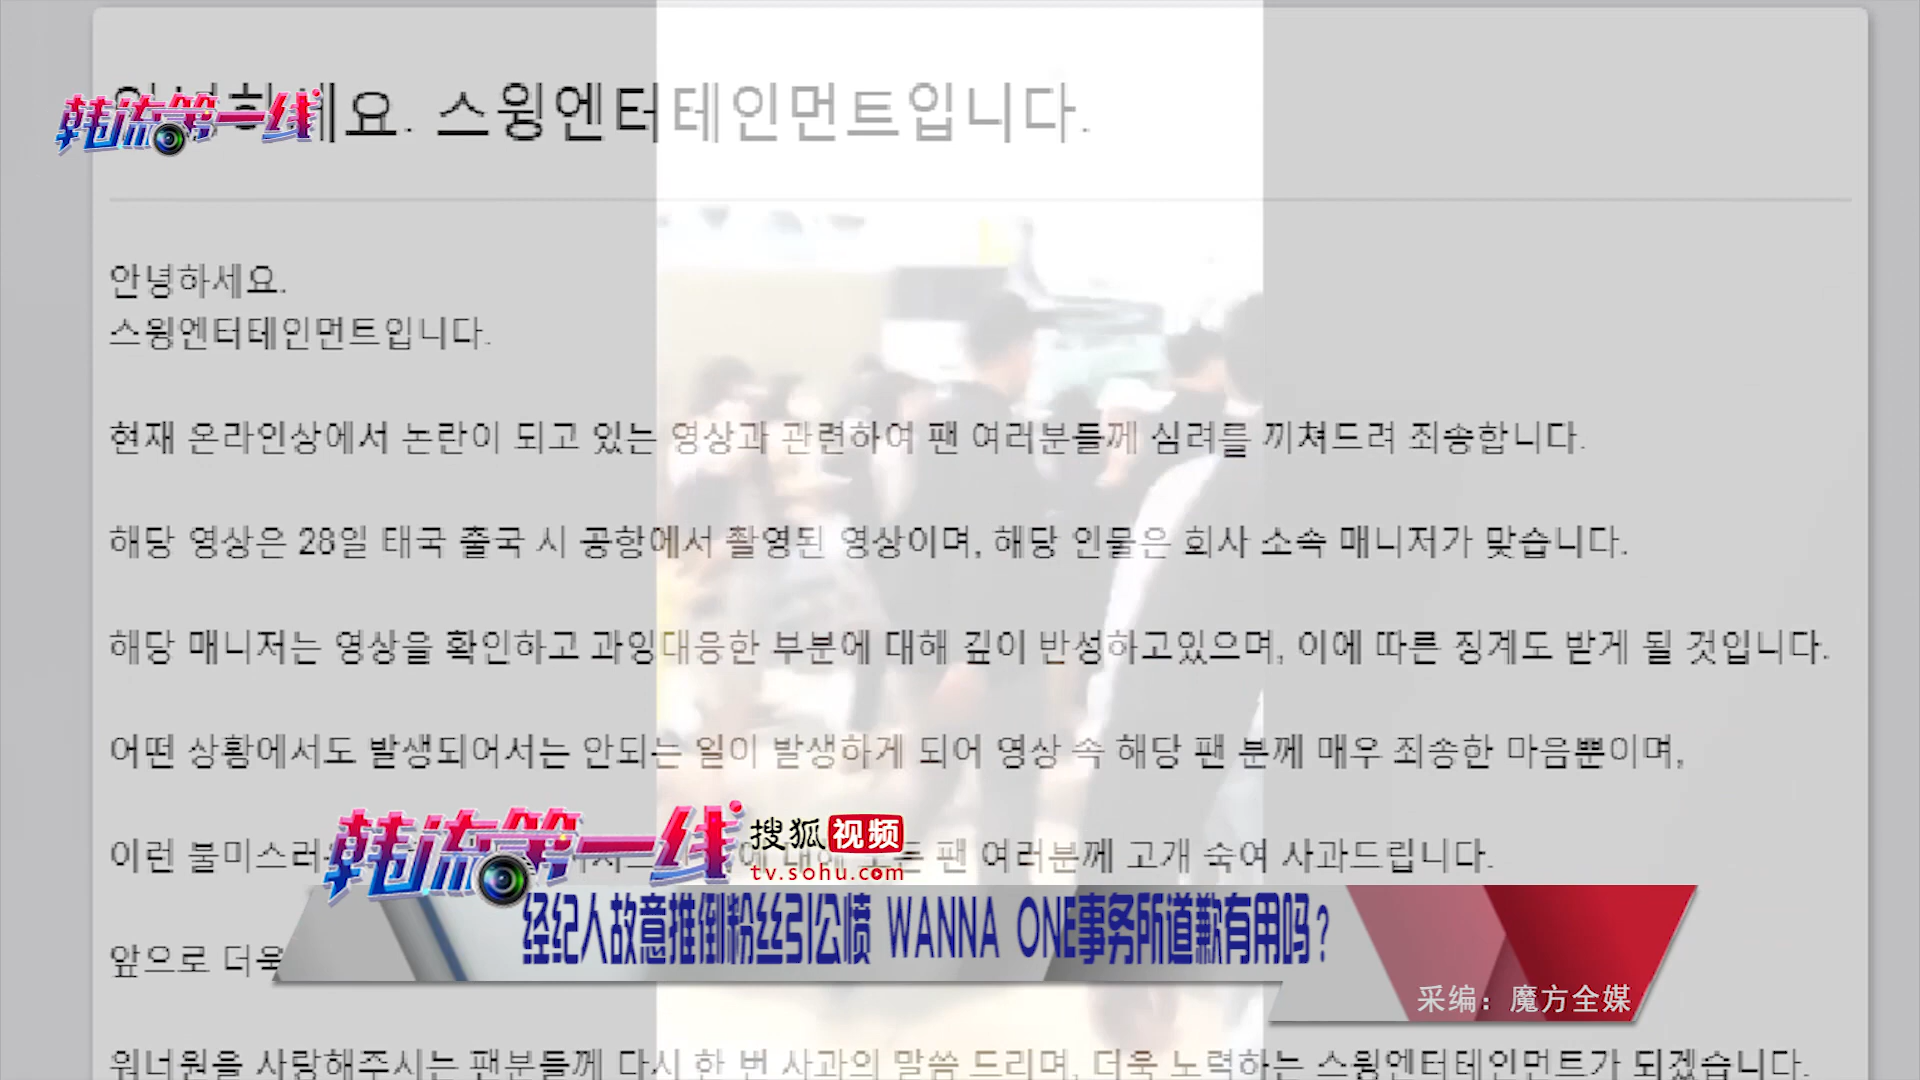 안녕하세요. 스윙엔터테인먼트입니다.
韩流第一线
안녕하세요.
스윙엔터테인먼트입니다.
현재 온라인상에서 논란이 되고 있는 영상과 관련하여 팬 여러분들께 심려를 끼쳐드려 죄송합니다.
해당 영상은 28일 태국 출국 시 공항에서 촬영된 영상이며, 해당 인물은 회사 소속 매니저가 맞습니다.
해당 매니저는 영상을 확인하고 과잉대응한 부분에 대해 깊이 반성하고있으며, 이에 따른 징계도 받게 될 것입니다.
어떤 상황에서도 발생되어서는 안되는 일이 발생하게 되어 영상 속 해당 팬 분께 매우 죄송한 마음뿐이며,
이런 불미스러 팬 여러분께 고개 숙여 사과드립니다.
韩流第一线
搜狐视频
tv.sohu.com
经纪人故意推倒粉丝引公愤 WANNA ONE事务所道歉有用吗？
앞으로 더욱
采编：魔方全媒
워너원을 사랑해주시는 팬분들께 다시 한 번 사과의 말씀 드리며, 더욱 노력하는 스윙엔터테인먼트가 되겠습니다.